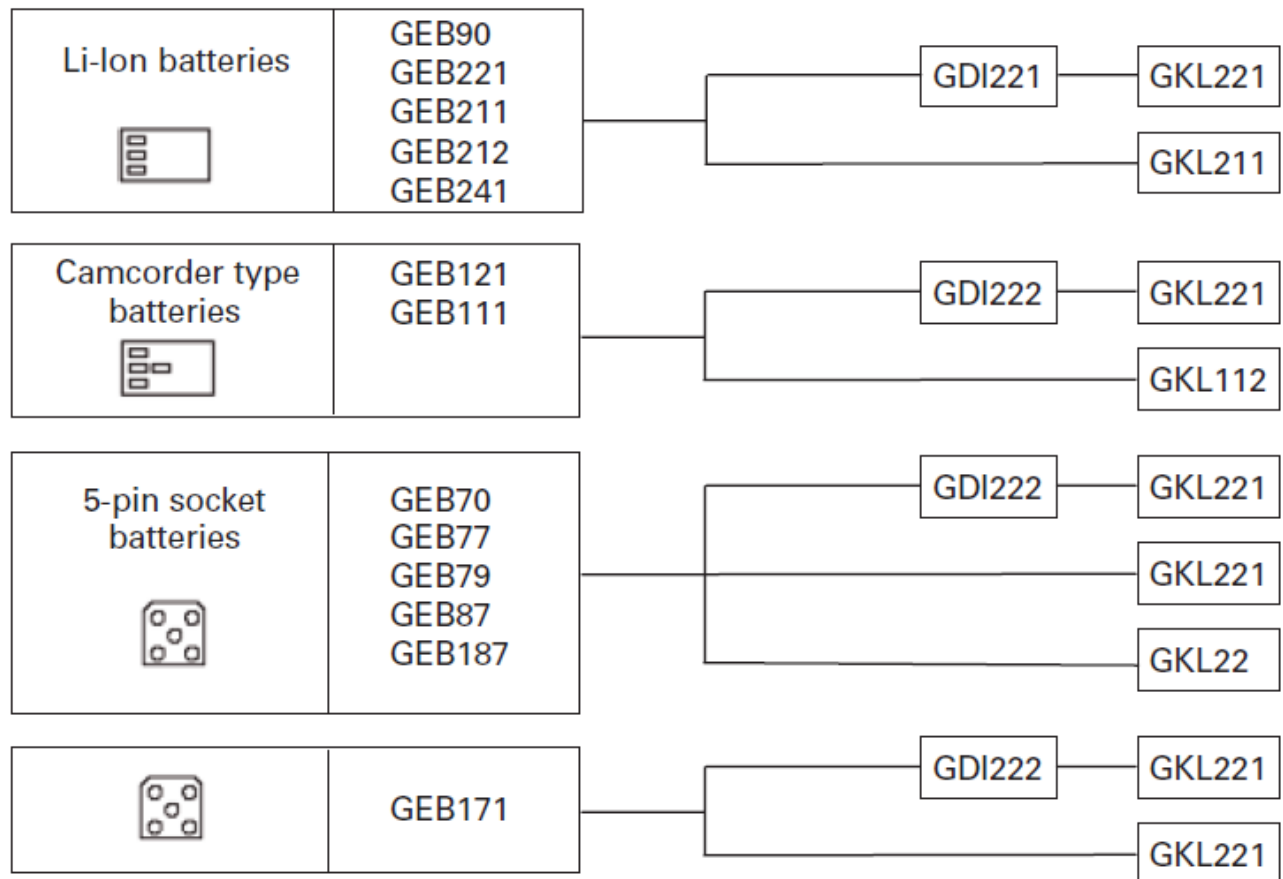 Li-Ion batteries
GEB90
GEB221
GEB211
GEB212
GEB241
GDI221
GKL221
GKL211
Camcorder type
batteries
GEB121
GEB111
GDI222
GKL221
GKL112
5-pin socket
batteries
GEB70
GEB77
GEB79
GEB87
GEB187
GDI222
GKL221
GKL221
GKL22
GEB171
GDI222
GKL221
GKL221